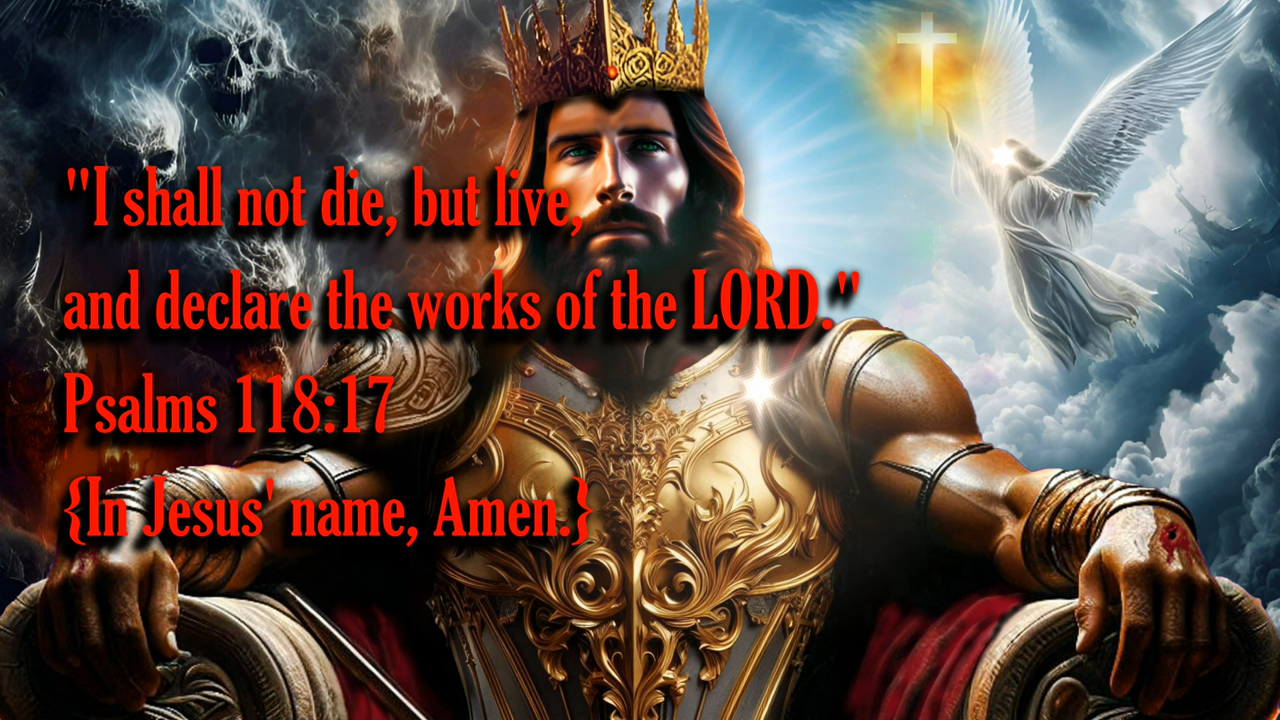 "I shall not die, but live,
and declare the works of the LORD."
Psalms 118:17
{In Jesus' name, Amen.}